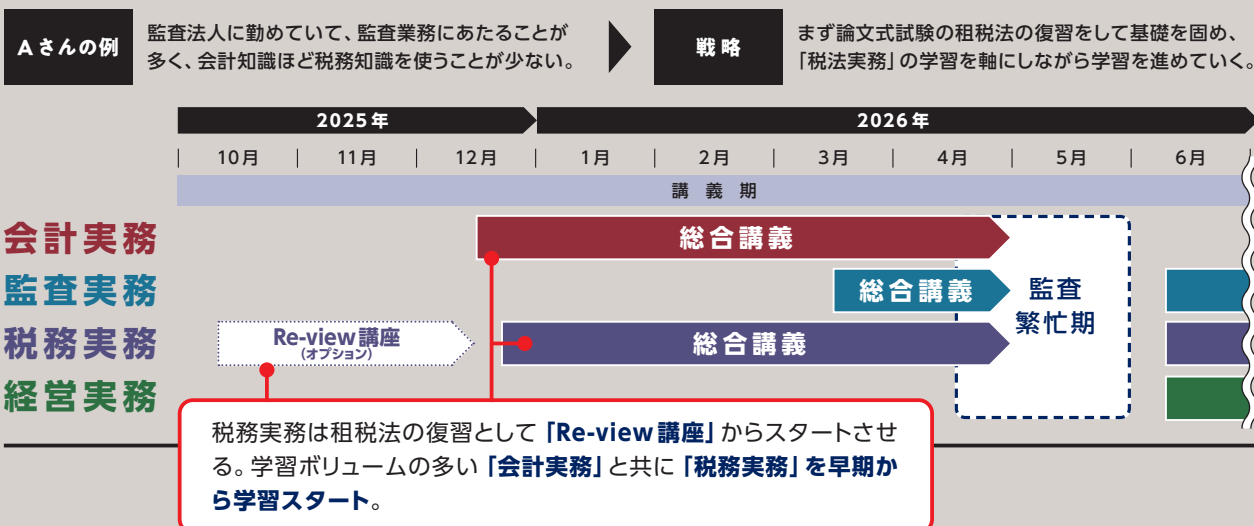 Aさんの例
監査法人に勤めていて、監査業務にあたることが
多く、会計知識ほど税務知識を使うことが少ない。
戦略
まず論文式試験の租税法の復習をして基礎を固め、
「税法実務」の学習を軸にしながら学習を進めていく。
2025年
2026年
10月
11月
12月
1月
2月
3月
4月
5月
6月
講義期
会計実務
総合講義
監査実務
総合講義
監査
繁忙期
税務実務
Re-view講座
(オプション)
総合講義
経営実務
税務実務は租税法の復習として「Re-view講座」からスタートさせ
る。学習ボリュームの多い「会計実務」と共に「税務実務」を早期か
ら学習スタート。